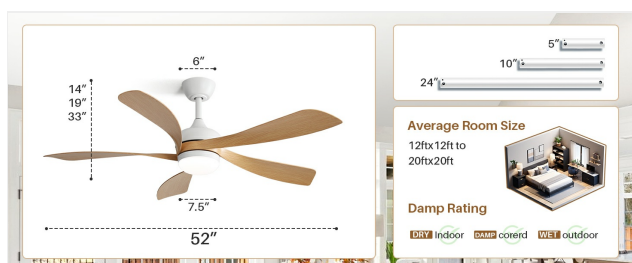 6”
14”
19”
33”
7.5”
52”
5”
10”
24”
Average Room Size
12ftx12ft to
20ftx20ft
Damp Rating
DRY Indoor DAMP corerd WET outdoor